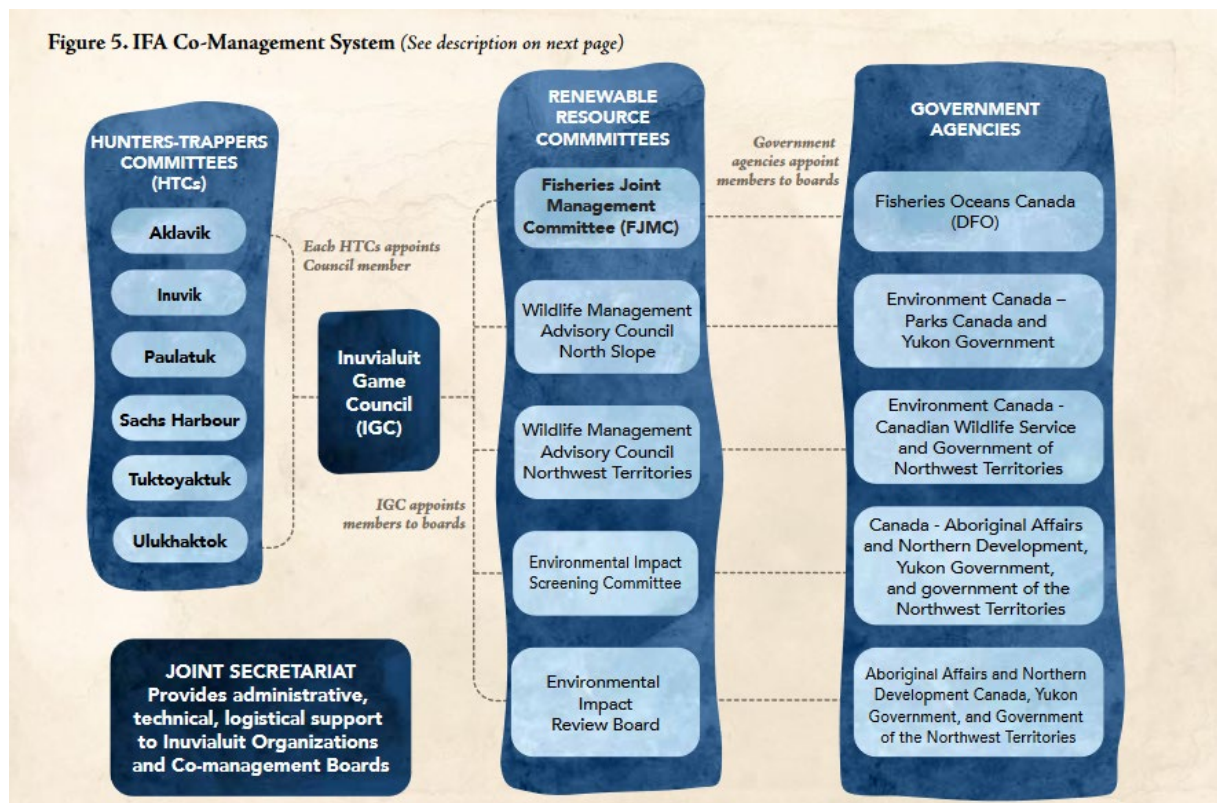 Figure 5. IFA Co-Management System (See description on next page)
HUNTERS-TRAPPERS
COMMITTEES
(HTCs)
Aklavik
Inuvik
Paulatuk
Sachs Harbour
Tuktoyaktuk
Ulukhaktok
Each HTCs appoints
Council member
Inuvialuit
Game
Council
(IGC)
IGC appoints
members to boards
JOINT SECRETARIAT
Provides administrative,
technical, logistical support
to Inuvialuit Organizations
and Co-management Boards
RENEWABLE
RESOURCE
COMMMITTEES
Fisheries Joint
Management
Committee (FJMC)
Wildlife Management
Advisory Council
North Slope
Wildlife Management
Advisory Council
Northwest Territories
Environmental Impact
Screening Committee
Environmental
Impact
Review Board
Government
agencies appoint
members to boards
GOVERNMENT
AGENCIES
Fisheries Oceans Canada
(DFO)
Environment Canada –
Parks Canada and
Yukon Government
Environment Canada -
Canadian Wildlife Service
and Government of
Northwest Territories
Canada - Aboriginal Affairs
and Northern Development,
Yukon Government,
and government of the
Northwest Territories
Aboriginal Affairs and Northern
Development Canada, Yukon
Government, and Government
of the Northwest Territories